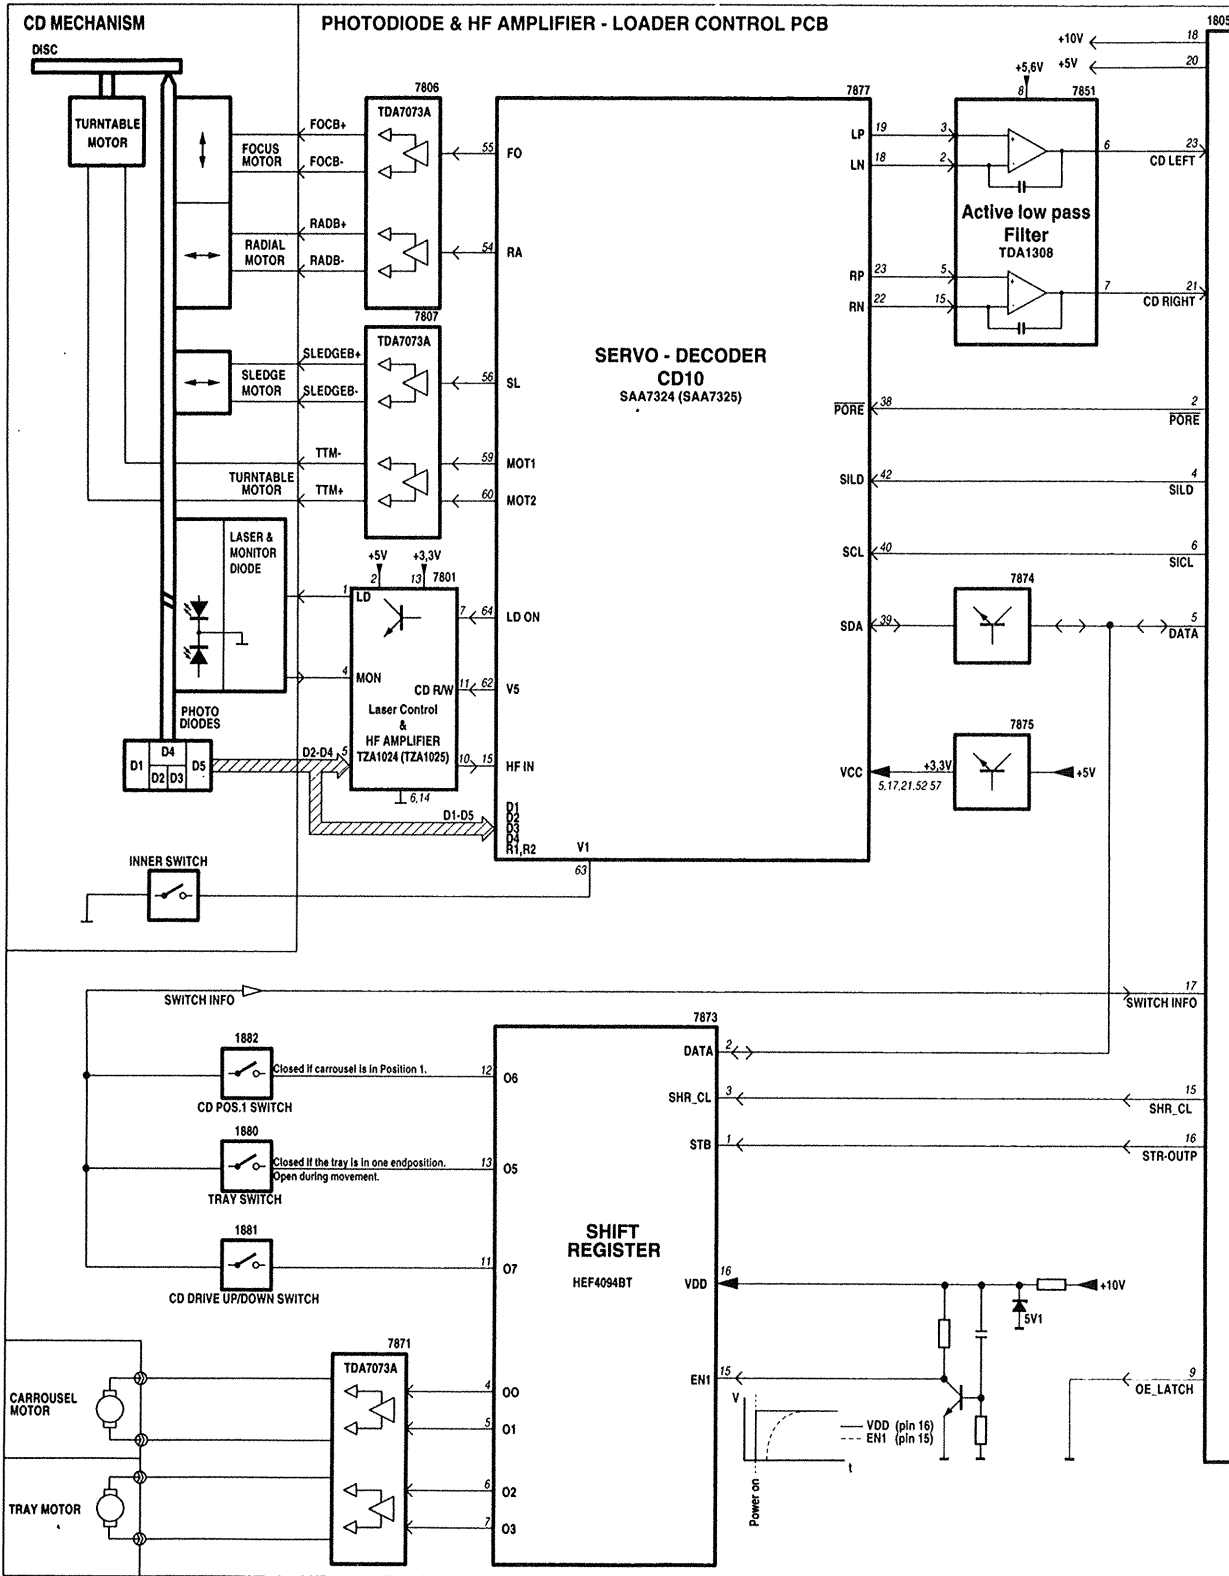 CD MECHANISM
PHOTODIODE & HF AMPLIFIER - LOADER CONTROL PCB
1805
DISC
+10V
18
+5V
20
+5,6V
8
TURNTABLE
MOTOR
7806
TDA7073A
FOCB+
FOCUS
MOTOR
FOCB-
RADB+
RADIAL
MOTOR
RADB-
55
FO
54
RA
7877
7851
LP
19
3
LN
18
2
6
23
CD LEFT
Active low pass
Filter
TDA1308
RP
23
5
RN
22
15
7
21
CD RIGHT
7807
TDA7073A
SLEDGEB+
SLEDGE
MOTOR
SLEDGEB-
56
SL
TTM-
TURNTABLE
MOTOR
TTM+
59
MOT1
60
MOT2
SERVO - DECODER
CD10
SAA7324 (SAA7325)
PORE
38
2
PORE
SILD
42
4
SILD
SCL
40
6
SICL
LASER &
MONITOR
DIODE
+5V
2
+3,3V
13
7801
1
LD
7
64
LD ON
4
MON
CD R/W
11
62
V5
Laser Control
&
HF AMPLIFIER
TZA1024 (TZA1025)
10
15
HF IN
6,14
7874
SDA
39
5
DATA
7875
VCC
+3,3V
5,17,21,52 57
+5V
PHOTO
DIODES
D1
D4
D2
D3
D5
D2-D4
5
D1-D5
D1
D2
D3
D4
R1,R2
V1
63
INNER SWITCH
SWITCH INFO
17
SWITCH INFO
7873
1882
Closed if carrousel is in Position 1.
CD POS.1 SWITCH
12
O6
DATA
2
SHR_CL
3
15
SHR_CL
1880
Closed if the tray is in one endposition.
Open during movement.
TRAY SWITCH
13
O5
STB
1
16
STR-OUTP
1881
CD DRIVE UP/DOWN SWITCH
11
O7
SHIFT
REGISTER
HEF4094BT
VDD
16
+10V
5V1
7871
TDA7073A
CARROUSEL
MOTOR
4
OO
5
O1
EN1
15
9
OE_LATCH
V
VDD (pin 16)
EN1 (pin 15)
t
Power on
TRAY MOTOR
6
O2
7
O3